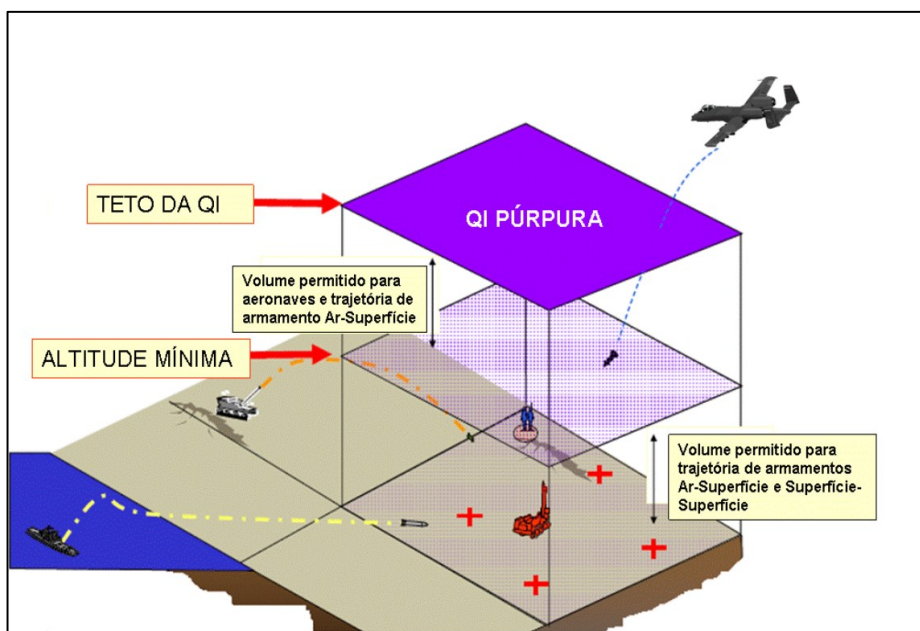 TETO DA QI
QI PÚRPURA
Volume permitido para
aeronaves e trajetória de
armamento Ar-Superfície
ALTITUDE MÍNIMA
Volume permitido para
trajetória de armamentos
Ar-Superfície e Superfície-
Superfície